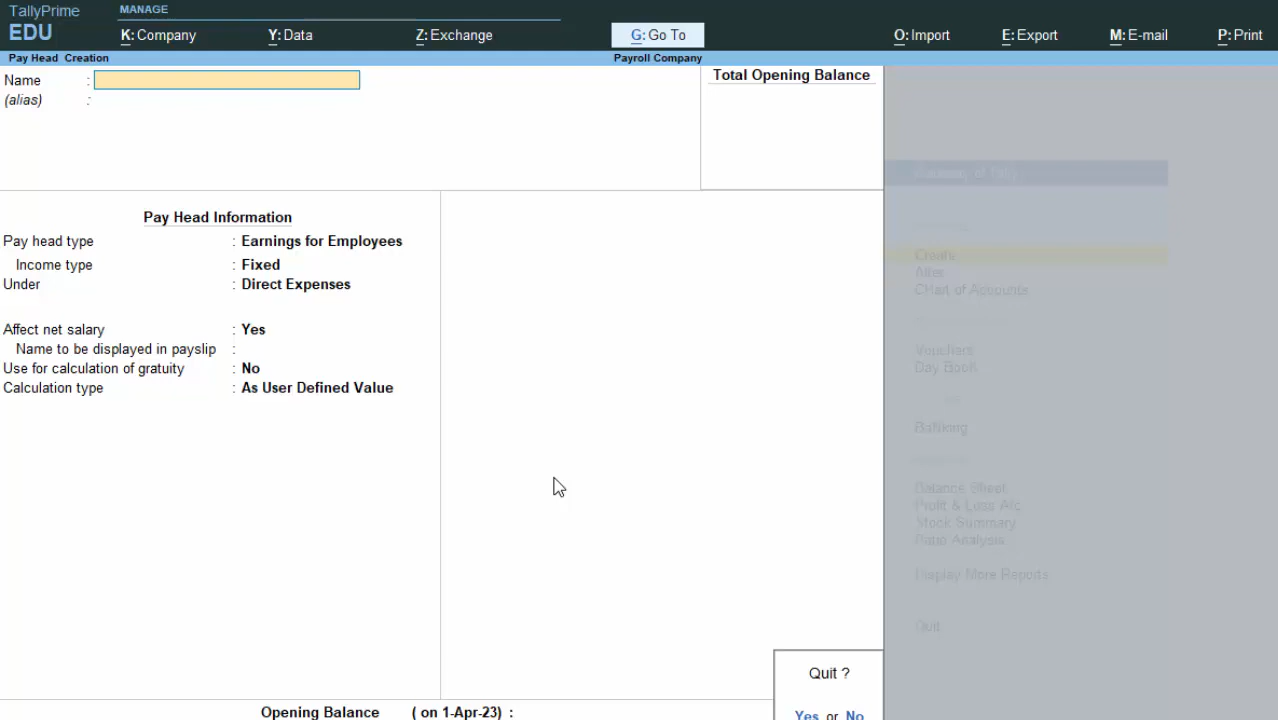 TallyPrime MANAGE
EDU K:Company Y:Data Z:Exchange G:Go To O:Import E:Export M:E-mail P:Print
Pay Head Creation Payroll Company
Name :
(alias) :
Total Opening Balance
Pay Head Information
Pay head type : Earnings for Employees
Income type : Fixed
Under : Direct Expenses
Affect net salary : Yes
Name to be displayed in payslip :
Use for calculation of gratuity : No
Calculation type : As User Defined Value
Create
Alter
CHart of Accounts
Vouchers
Day Book
BaNking
Balance Sheet
Profit & Loss A/c
Stock Summary
Ratio Analysis
Display More Reports
Quit
Quit ?
Yes or No
Opening Balance ( on 1-Apr-23) :